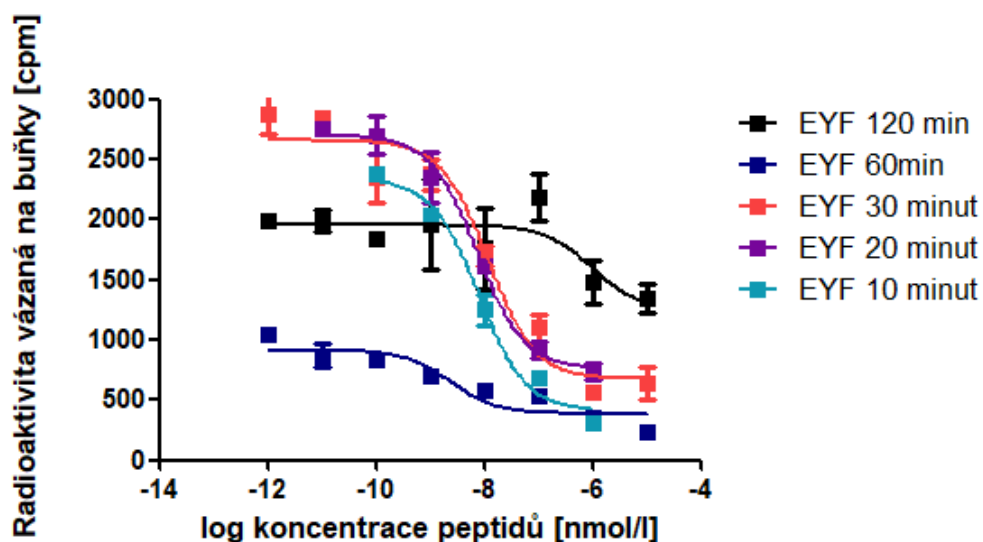 Radioaktivita vázaná na buňky [cpm]
3000
2500
2000
1500
1000
500
0
-14 -12 -10 -8 -6 -4
log koncentrace peptidů [nmol/l]
EYF 120 min
EYF 60min
EYF 30 minut
EYF 20 minut
EYF 10 minut